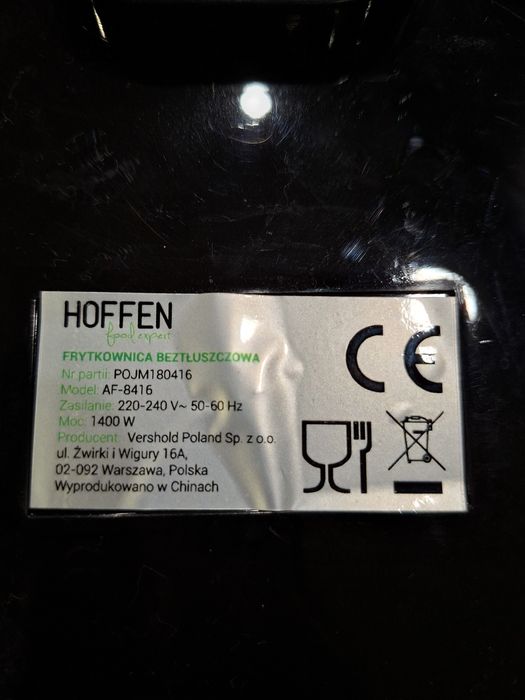 HOFFEN
food expert
FRYTKOWNICA BEZTŁUSZCZOWA
Nr partii: POJM180416
Model: AF-8416
Zasilanie: 220-240 V~ 50-60 Hz
Moc: 1400 W
Producent: Vershold Poland Sp. z o.o.
ul. Żwirki i Wigury 16A,
02-092 Warszawa, Polska
Wyprodukowano w Chinach
CE